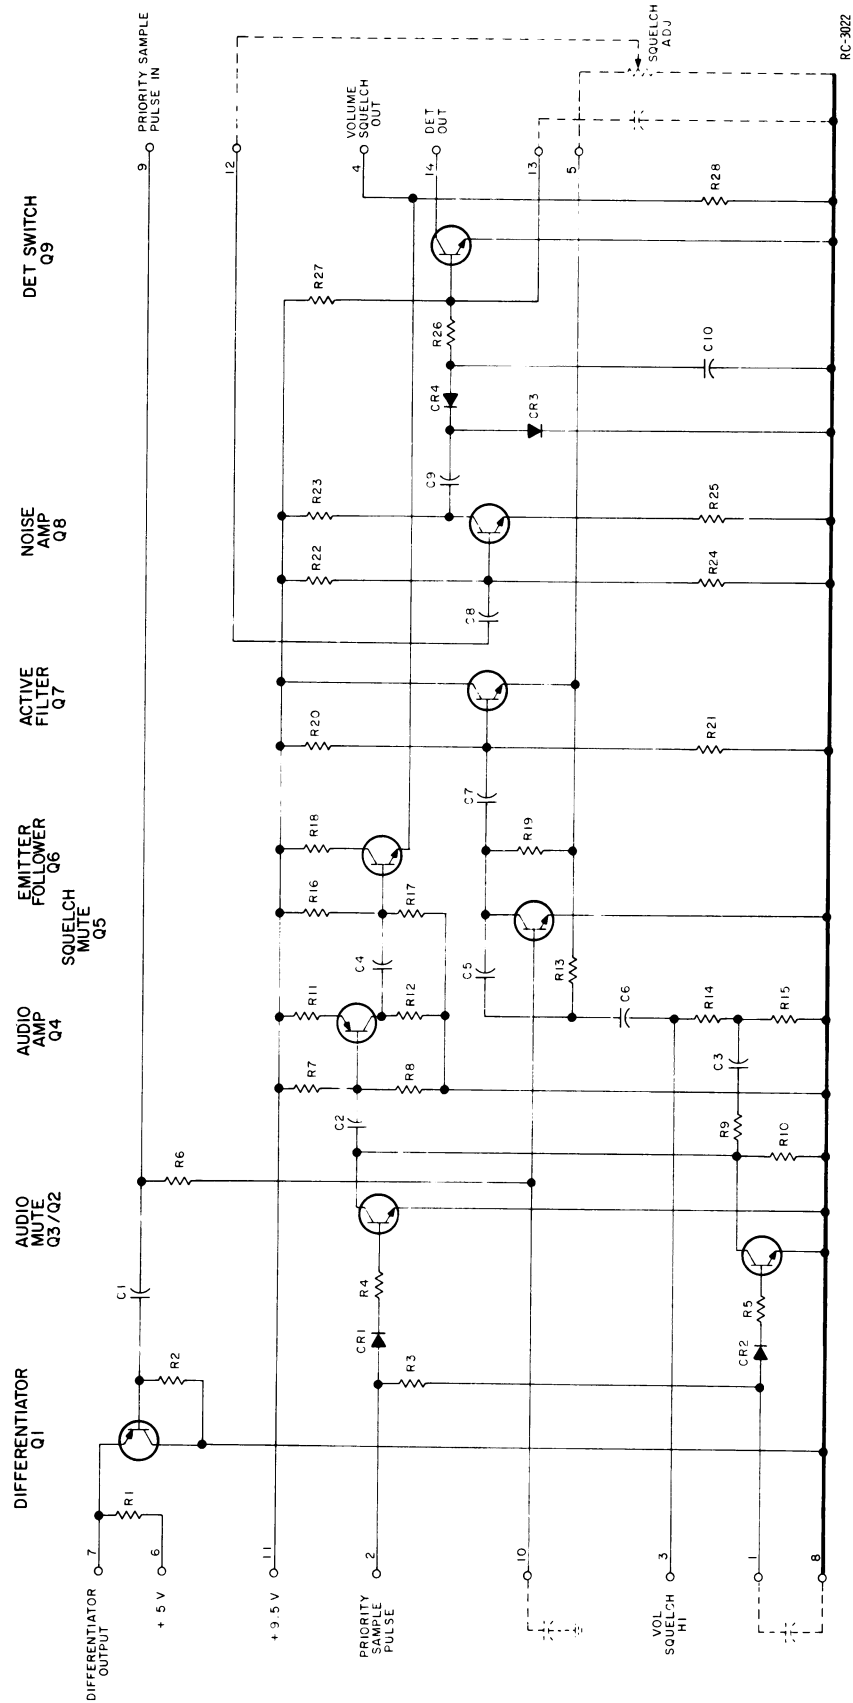 DIFFERENTIATOR
Q1
AUDIO
MUTE
Q3/Q2
AUDIO
AMP
Q4
SQUELCH
MUTE
Q5
EMITTER
FOLLOWER
Q6
ACTIVE
FILTER
Q7
NOISE
AMP
Q8
DET SWITCH
Q9
DIFFERENTIATOR
OUTPUT
7
R1
6
+ 5 V
R2
C1
R6
9
PRIORITY SAMPLE
PULSE IN
12
11
+ 9.5 V
R7
R11
R16
R18
R20
R22
R23
R27
4
VOLUME
SQUELCH
OUT
2
PRIORITY
SAMPLE
PULSE
R3
CR1
R4
C2
R8
R12
C4
R17
14
DET
OUT
R26
CR4
C9
CR3
C8
C7
R19
C5
R13
10
13
5
SQUELCH
ADJ
3
VOL
SQUELCH
HI
C6
R14
R15
C3
R9
R10
R21
R24
R25
C10
R28
1
CR2
R5
8
RC-3022